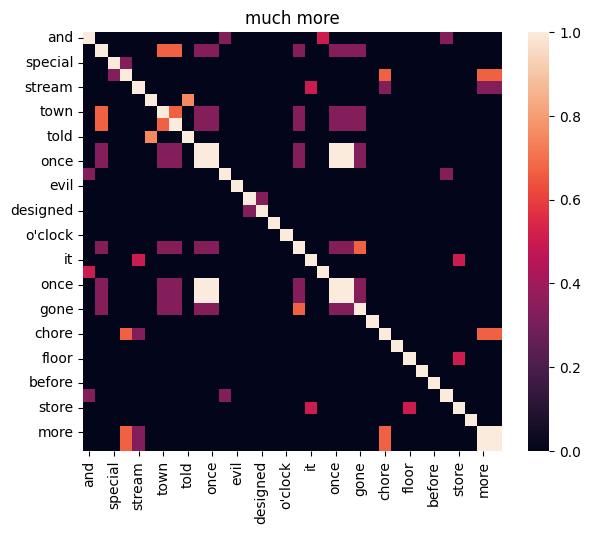 much more
and
special
stream
town
told
once
evil
designed
o'clock
it
once
gone
chore
floor
before
store
more
and
special
stream
town
told
once
evil
designed
o'clock
it
once
gone
chore
floor
before
store
more
1.0
0.8
0.6
0.4
0.2
0.0